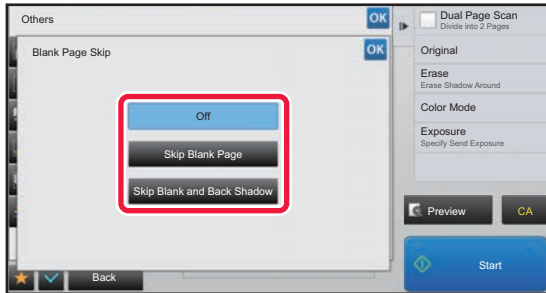 Others
OK
Blank Page Skip
OK
Off
Skip Blank Page
Skip Blank and Back Shadow
Back
Dual Page Scan
Divide into 2 Pages
Original
Erase
Erase Shadow Around
Color Mode
Exposure
Specify Send Exposure
Preview
CA
Start